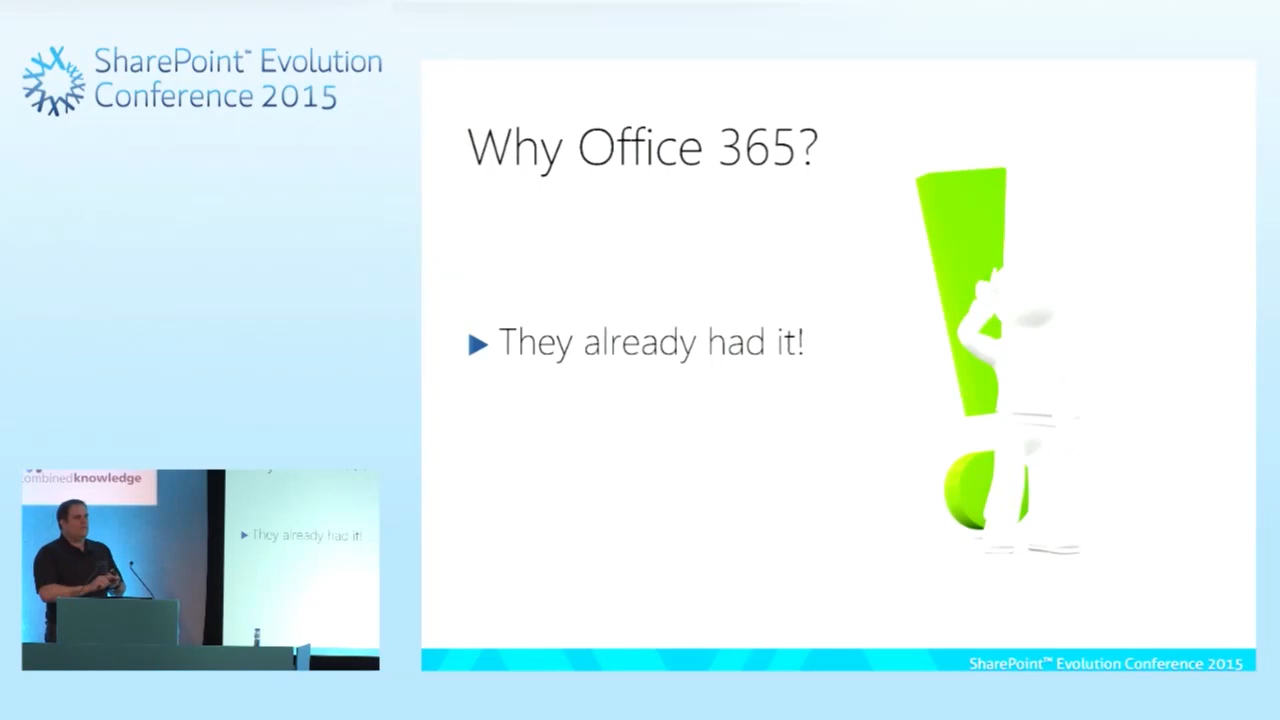 SharePoint™ Evolution
Conference 2015
Why Office 365?
▶ They already had it!
ombinedknowledge
▶ They already had it!
SharePoint™ Evolution Conference 2015